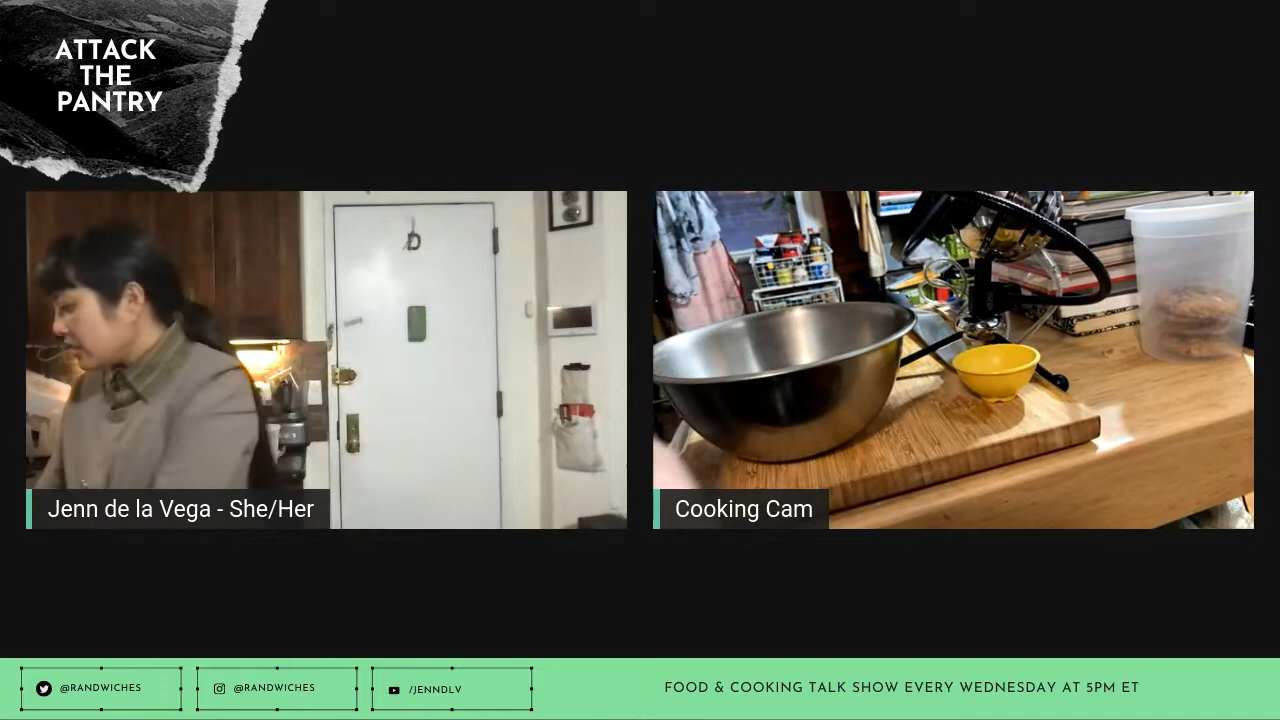 ATTACK
THE
PANTRY
D
Jenn de la Vega - She/Her
Cooking Cam
@RANDWICHES
@RANDWICHES
/JENNDLV
FOOD & COOKING TALK SHOW EVERY WEDNESDAY AT 5PM ET